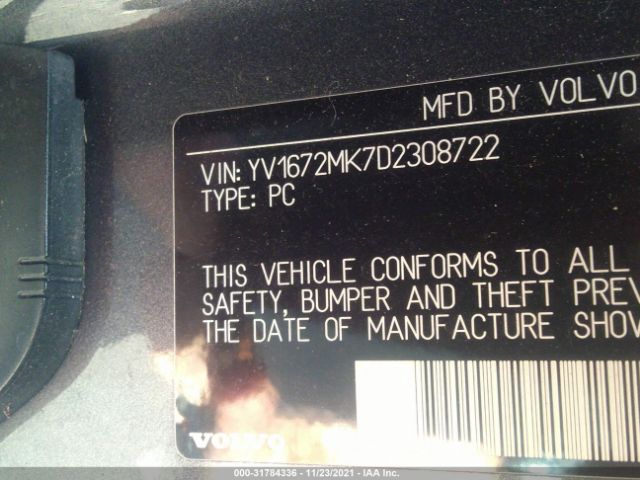 MFD BY VOLVO
VIN: YV1672MK7D2308722
TYPE: PC
THIS VEHICLE CONFORMS TO ALL
SAFETY, BUMPER AND THEFT PREV
THE DATE OF MANUFACTURE SHOW
VOLVO
000-31784336 - 11/23/2021 - IAA Inc.